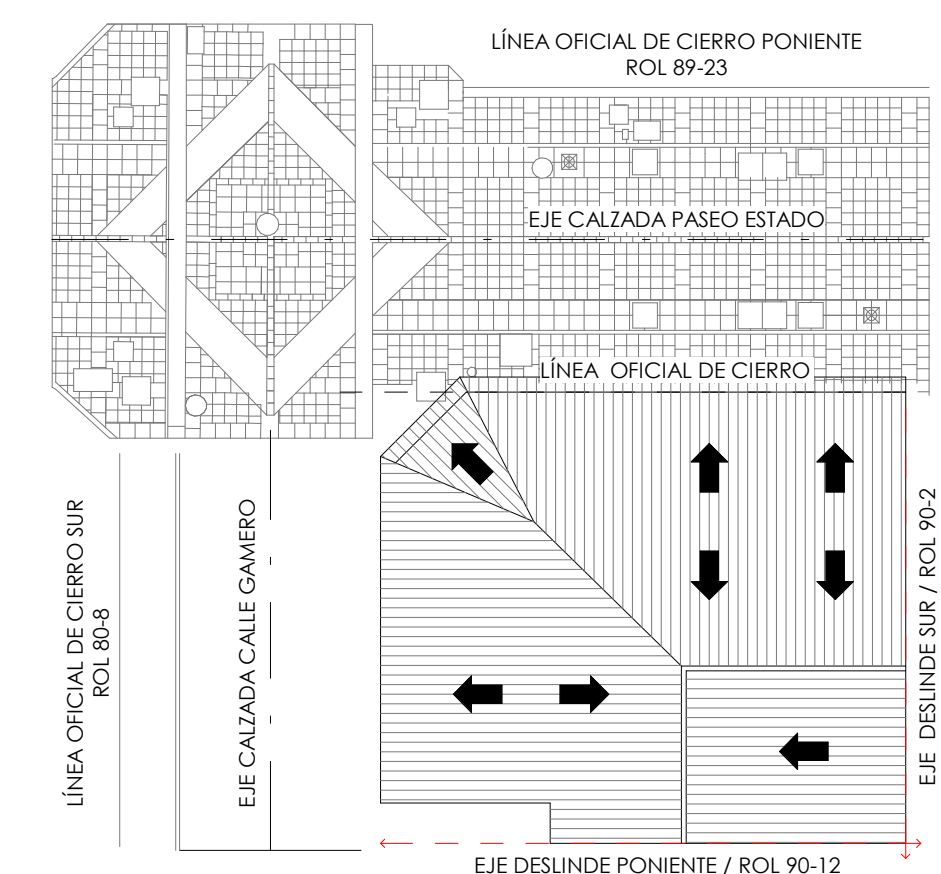 LÍNEA OFICIAL DE CIERRO PONIENTE
ROL 89-23
EJE CALZADA PASEO ESTADO
LÍNEA OFICIAL DE CIERRO
LÍNEA OFICIAL DE CIERRO SUR
ROL 80-8
EJE CALZADA CALLE GAMERO
EJE DESLINDE SUR / ROL 90-2
EJE DESLINDE PONIENTE / ROL 90-12